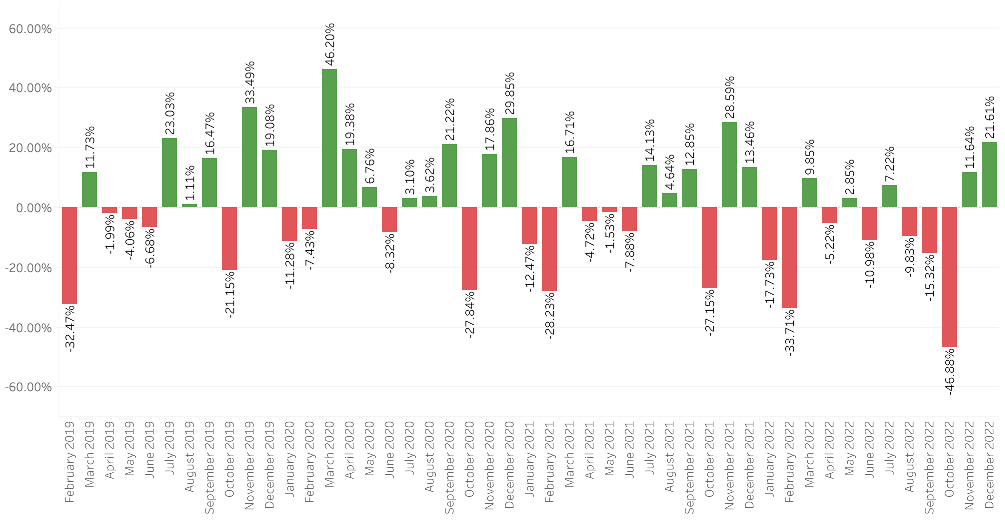 60.00%
40.00%
20.00%
0.00%
-20.00%
-40.00%
-60.00%
-32.47%
11.73%
-1.99%
-4.06%
-6.68%
23.03%
1.11%
16.47%
-21.15%
33.49%
19.08%
-11.28%
-7.43%
46.20%
19.38%
6.76%
-8.32%
3.10%
3.62%
21.22%
-27.84%
17.86%
29.85%
-12.47%
-28.23%
16.71%
-4.72%
-1.53%
-7.88%
14.13%
4.64%
12.85%
-27.15%
28.59%
13.46%
-17.73%
-33.71%
9.85%
-5.22%
2.85%
-10.98%
7.22%
-9.83%
-15.32%
-46.88%
11.64%
21.61%
February 2019
March 2019
April 2019
May 2019
June 2019
July 2019
August 2019
September 2019
October 2019
November 2019
December 2019
January 2020
February 2020
March 2020
April 2020
May 2020
June 2020
July 2020
August 2020
September 2020
October 2020
November 2020
December 2020
January 2021
February 2021
March 2021
April 2021
May 2021
June 2021
July 2021
August 2021
September 2021
October 2021
November 2021
December 2021
January 2022
February 2022
March 2022
April 2022
May 2022
June 2022
July 2022
August 2022
September 2022
October 2022
November 2022
December 2022